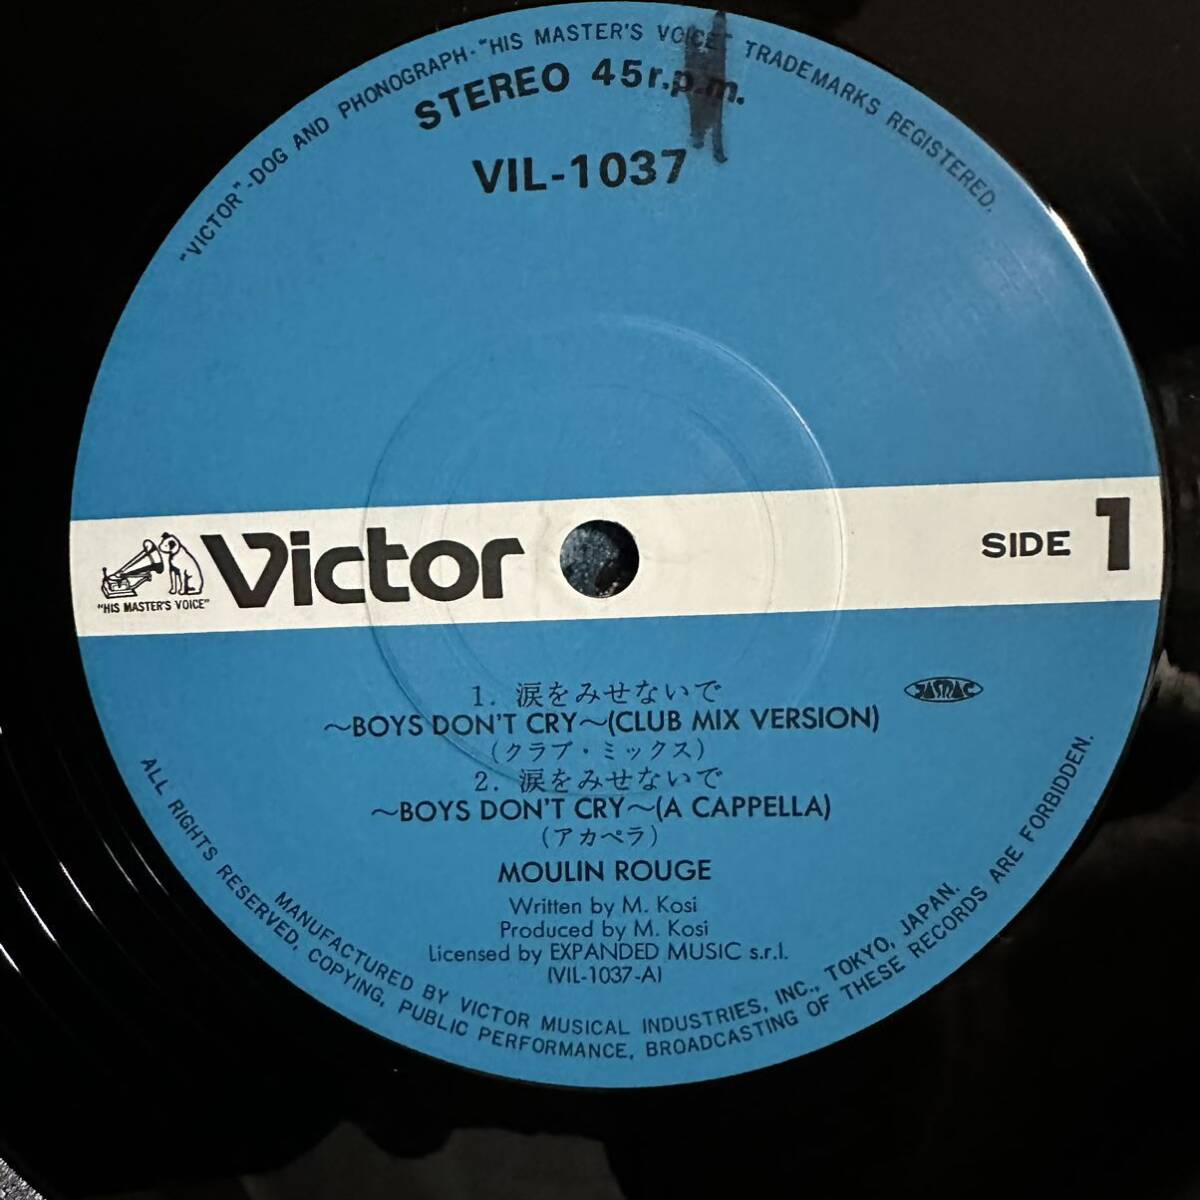 "VICTOR"-DOG AND PHONOGRAPH-"HIS MASTER'S VOICE" TRADEMARKS REGISTERED.
STEREO 45r.p.m.
VIL-1037
"HIS MASTER'S VOICE"
Victor
SIDE 1
JASRAC
1. 涙をみせないで
～BOYS DON'T CRY～(CLUB MIX VERSION)
(クラブ・ミックス)
2. 涙をみせないで
～BOYS DON'T CRY～(A CAPPELLA)
(アカペラ)
MOULIN ROUGE
Written by M. Kosi
Produced by M. Kosi
Licensed by EXPANDED MUSIC s.r.l.
(VIL-1037-A)
MANUFACTURED BY VICTOR MUSICAL INDUSTRIES, INC., TOKYO, JAPAN.
ALL RIGHTS RESERVED, COPYING, PUBLIC PERFORMANCE, BROADCASTING OF THESE RECORDS ARE FORBIDDEN.